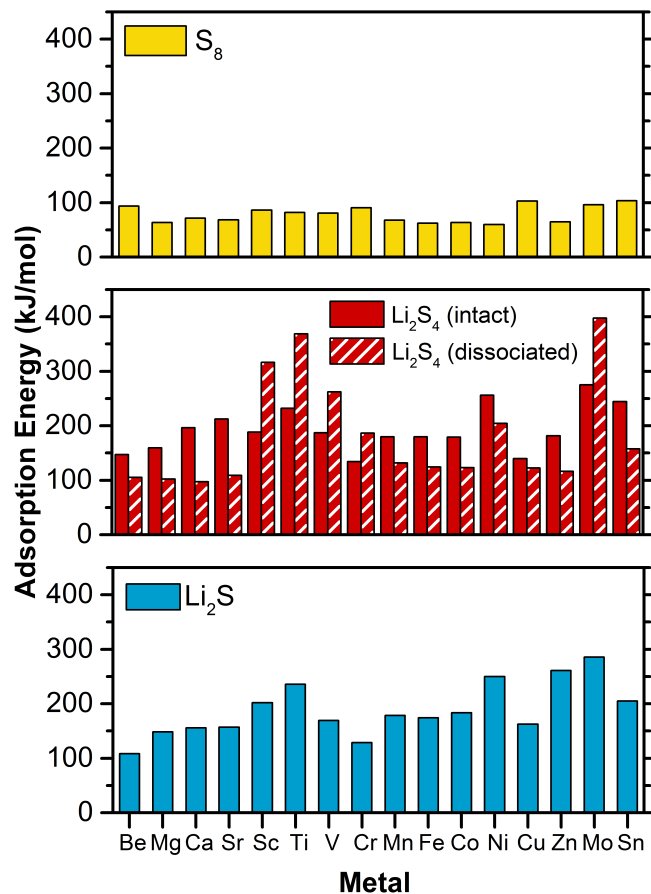 Adsorption Energy (kJ/mol)
400
300
200
100
0
S₈
400
300
200
100
0
Li₂S₄ (intact)
Li₂S₄ (dissociated)
400
300
200
100
0
Li₂S
Be Mg Ca Sr Sc Ti V Cr Mn Fe Co Ni Cu Zn Mo Sn
Metal